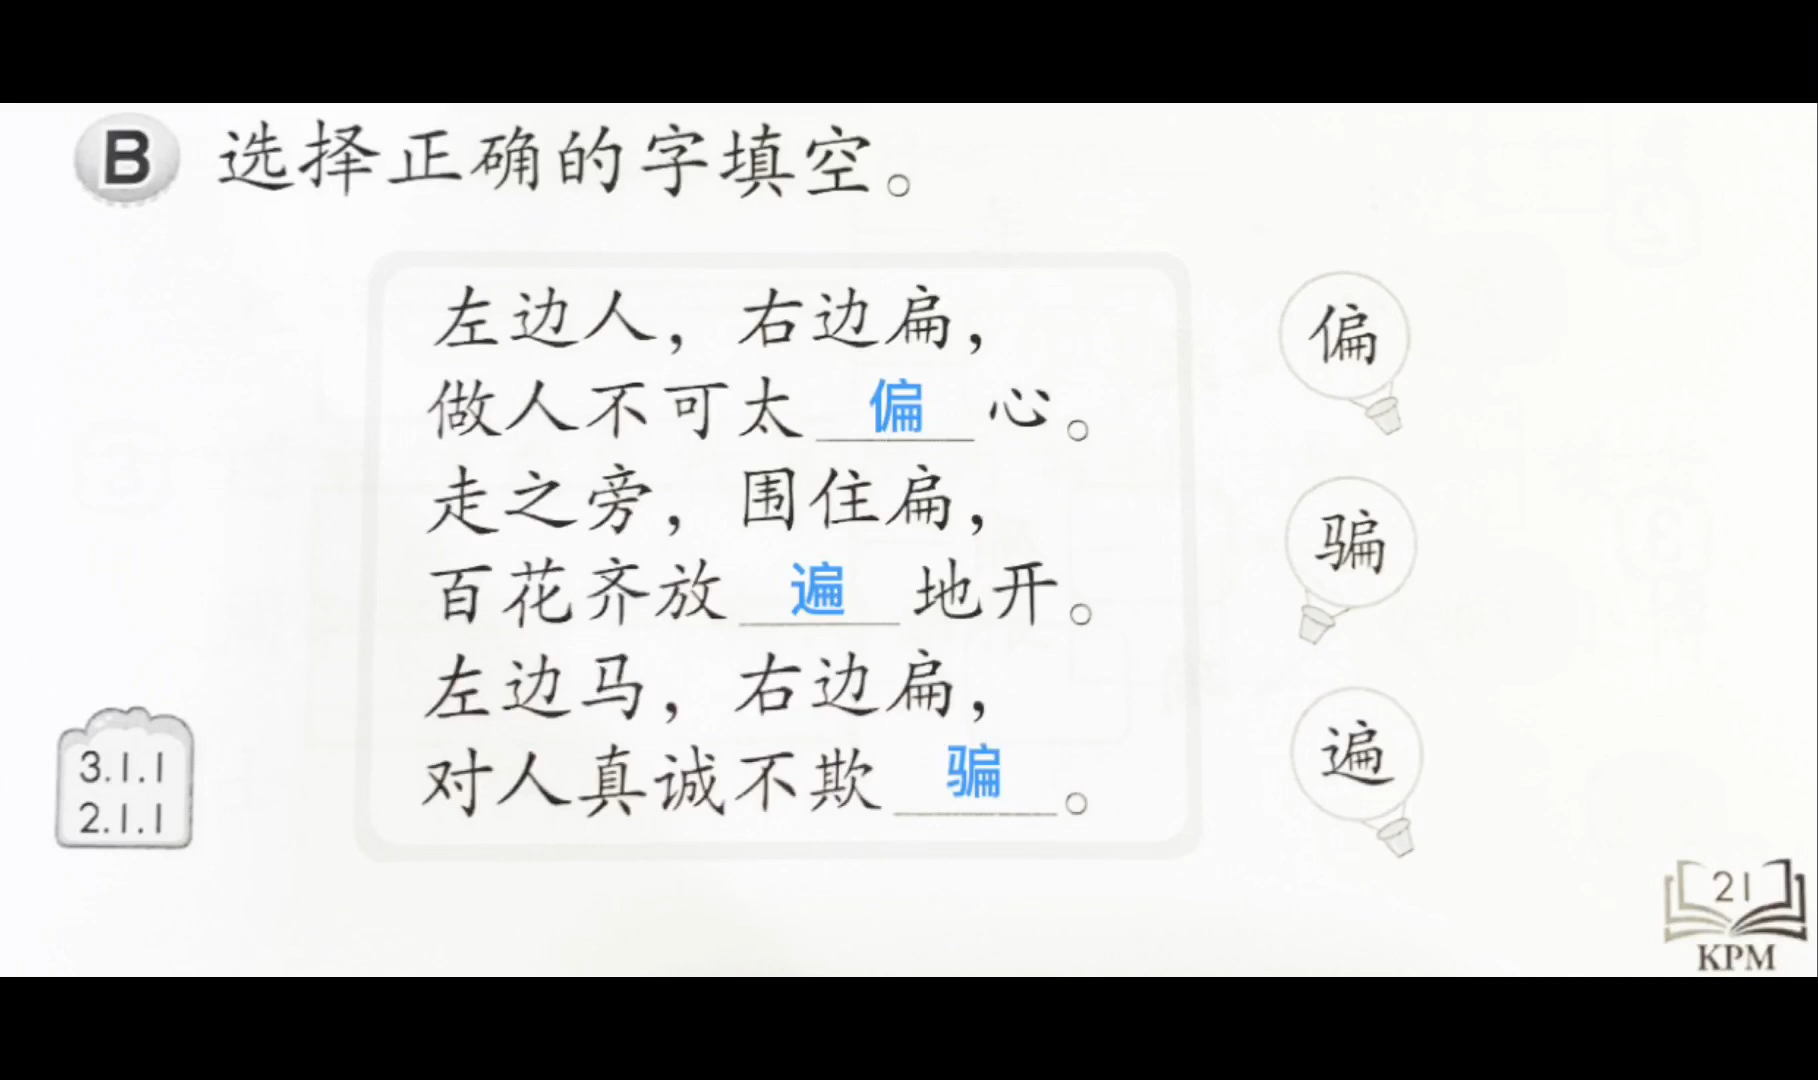 B 选择正确的字填空。
左边人，右边扁，
做人不可太 偏 心。
走之旁，围住扁，
百花齐放 遍 地开。
左边马，右边扁，
对人真诚不欺 骗 。
偏
骗
遍
3.1.1
2.1.1
21
KPM